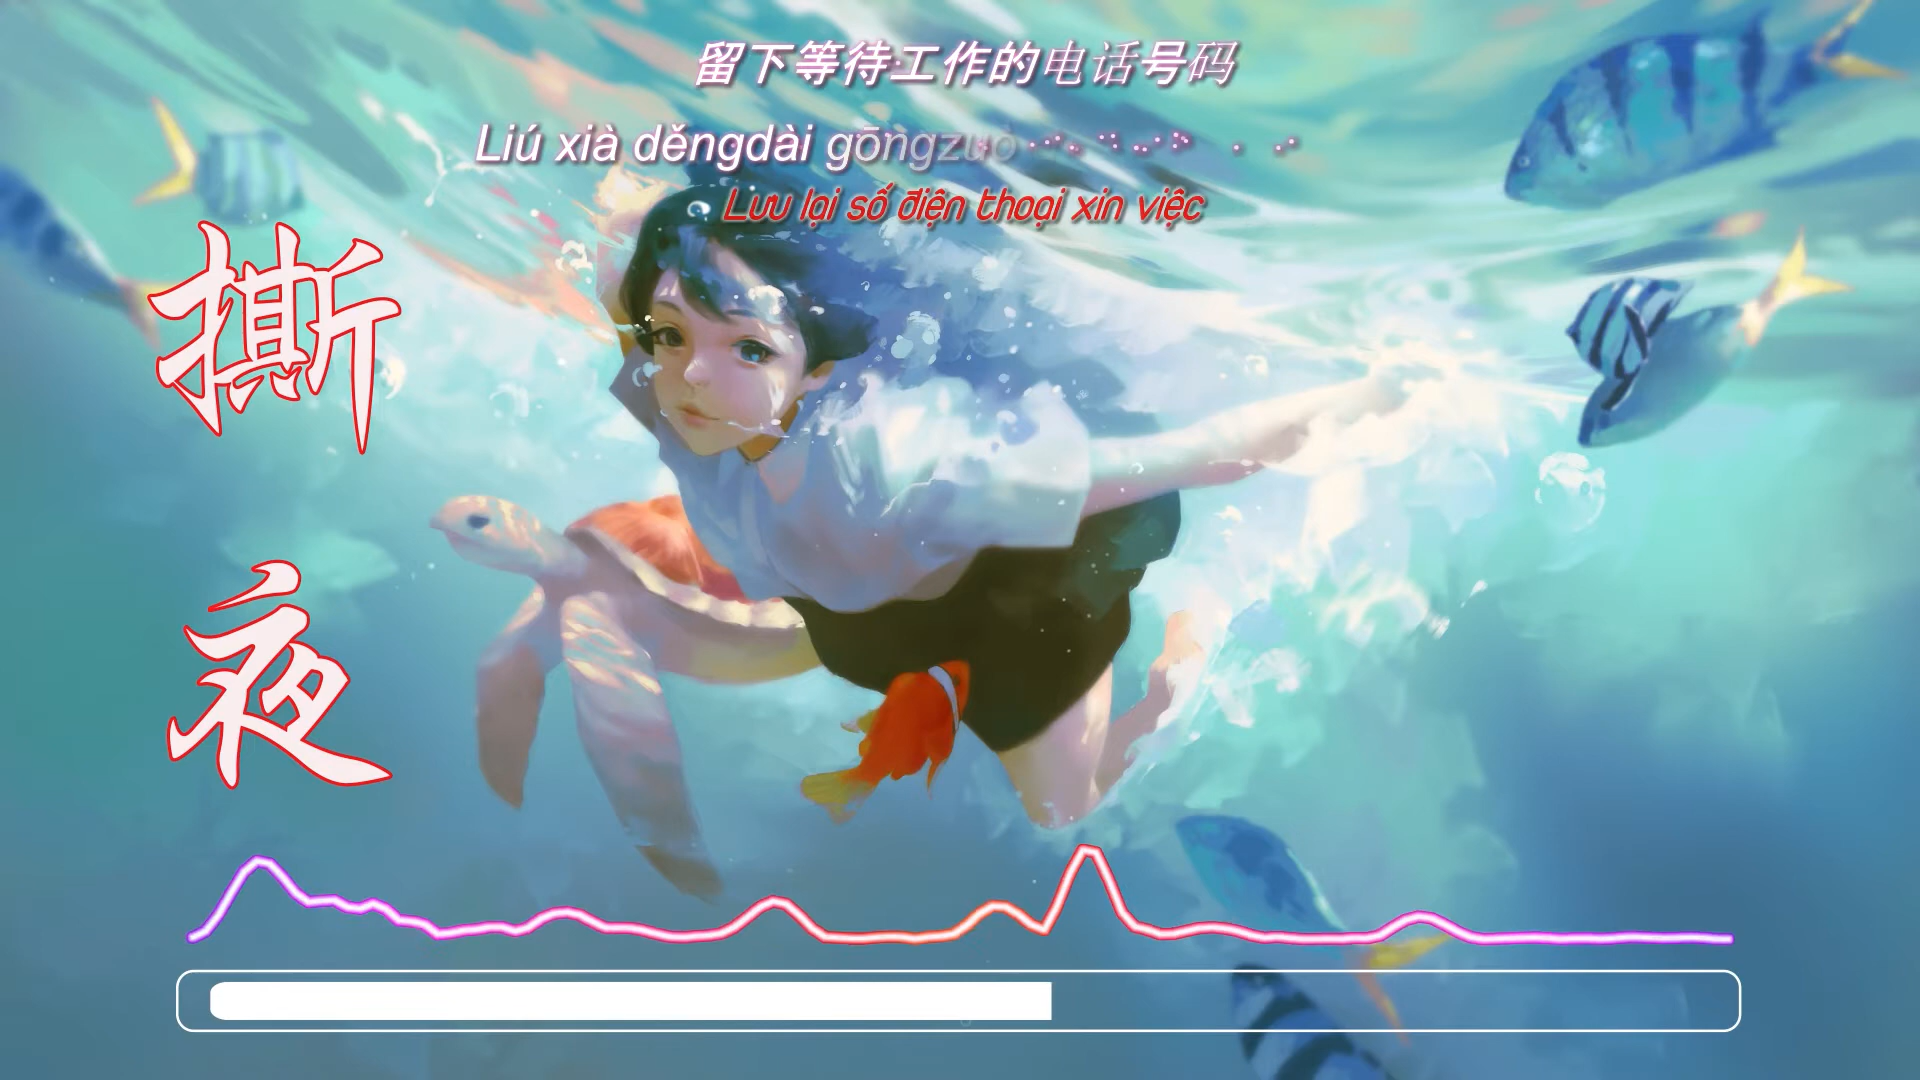 留下等待工作的电话号码
Liú xià děngdài gōngzuò
Lưu lại số điện thoại xin việc
撕
夜